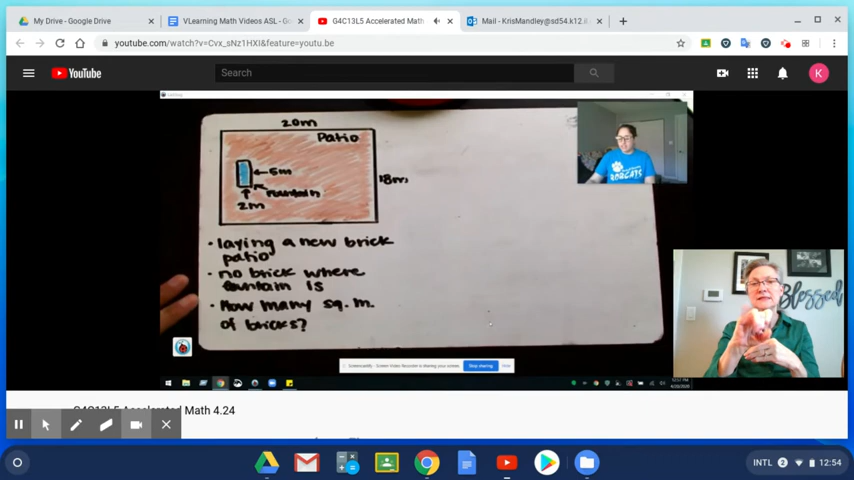 My Drive - Google Drive
VLearning Math Videos ASL - Go
G4C13L5 Accelerated Math
Mail - KrisMandley@sd54.k12.il
youtube.com/watch?v=Cvx_sNz1HXI&feature=youtu.be
YouTube
Search
K
20m
Patio
5m
18m
fountain
2m
• laying a new brick
patio
• no brick where
fountain is
• How many sq. m.
of bricks?
BOBCATS
Blessed
Screencastify - Screen Video Recorder is sharing your screen.
Stop sharing
Hide
G4C13L5 Accelerated Math 4.24
INTL
2
12:54